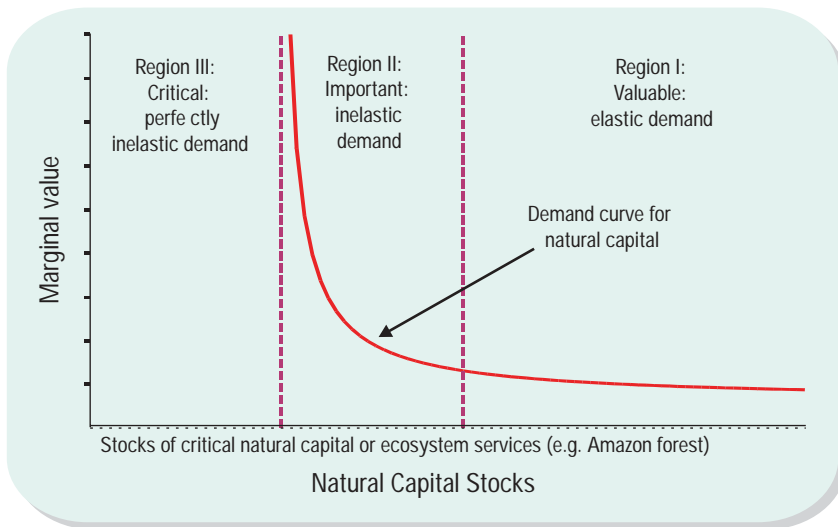 Region III:
Critical:
perfe ctly
inelastic demand
Region II:
Important:
inelastic
demand
Region I:
Valuable:
elastic demand
Demand curve for
natural capital
Marginal value
Stocks of critical natural capital or ecosystem services (e.g. Amazon forest)
Natural Capital Stocks